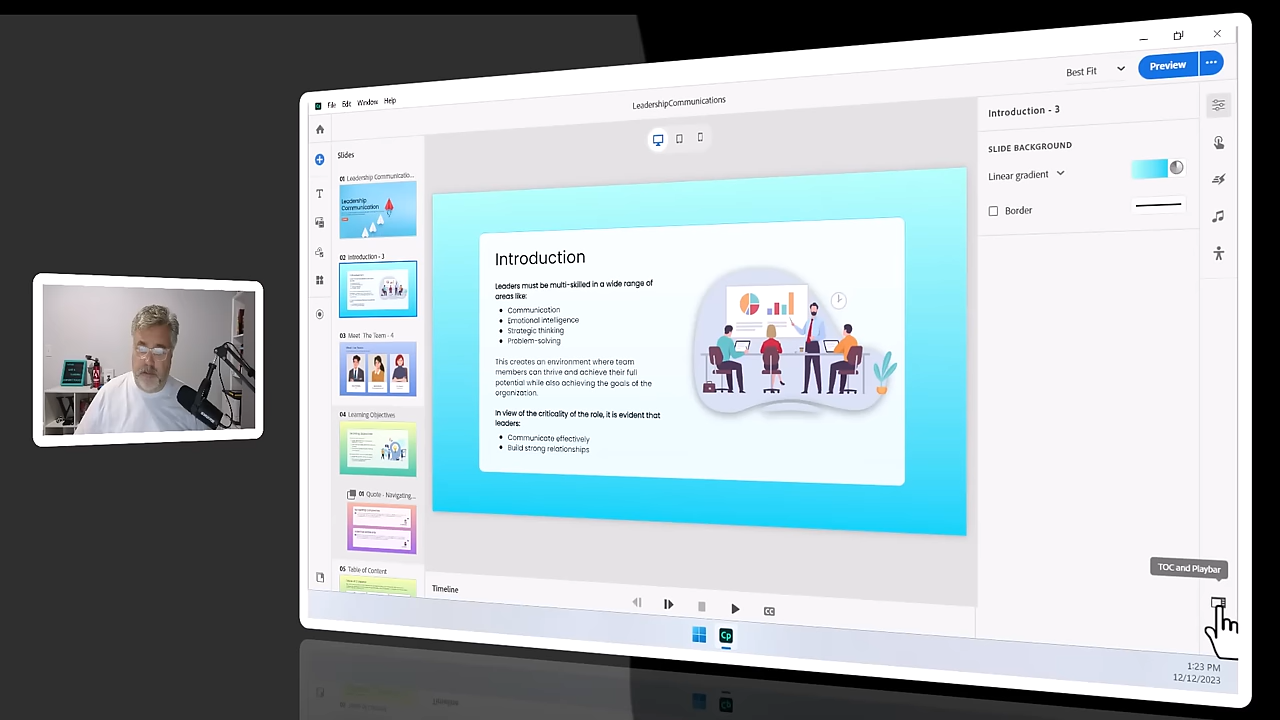 File Edit Window Help
LeadershipCommunications
Best Fit
Preview
Slides
01 Leadership Communicatio...
Leadership
Communication
02 Introduction - 3
03 Meet The Team - 4
04 Learning Objectives
01 Quote - Navigating...
05 Table of Content
Introduction
Leaders must be multi-skilled in a wide range of
areas like:
Communication
Emotional intelligence
Strategic thinking
Problem-solving
This creates an environment where team
members can thrive and achieve their full
potential while also achieving the goals of the
organization.
In view of the criticality of the role, it is evident that
leaders:
Communicate effectively
Build strong relationships
Introduction - 3
SLIDE BACKGROUND
Linear gradient
Border
TOC and Playbar
Timeline
CC
Cp
1:23 PM
12/12/2023